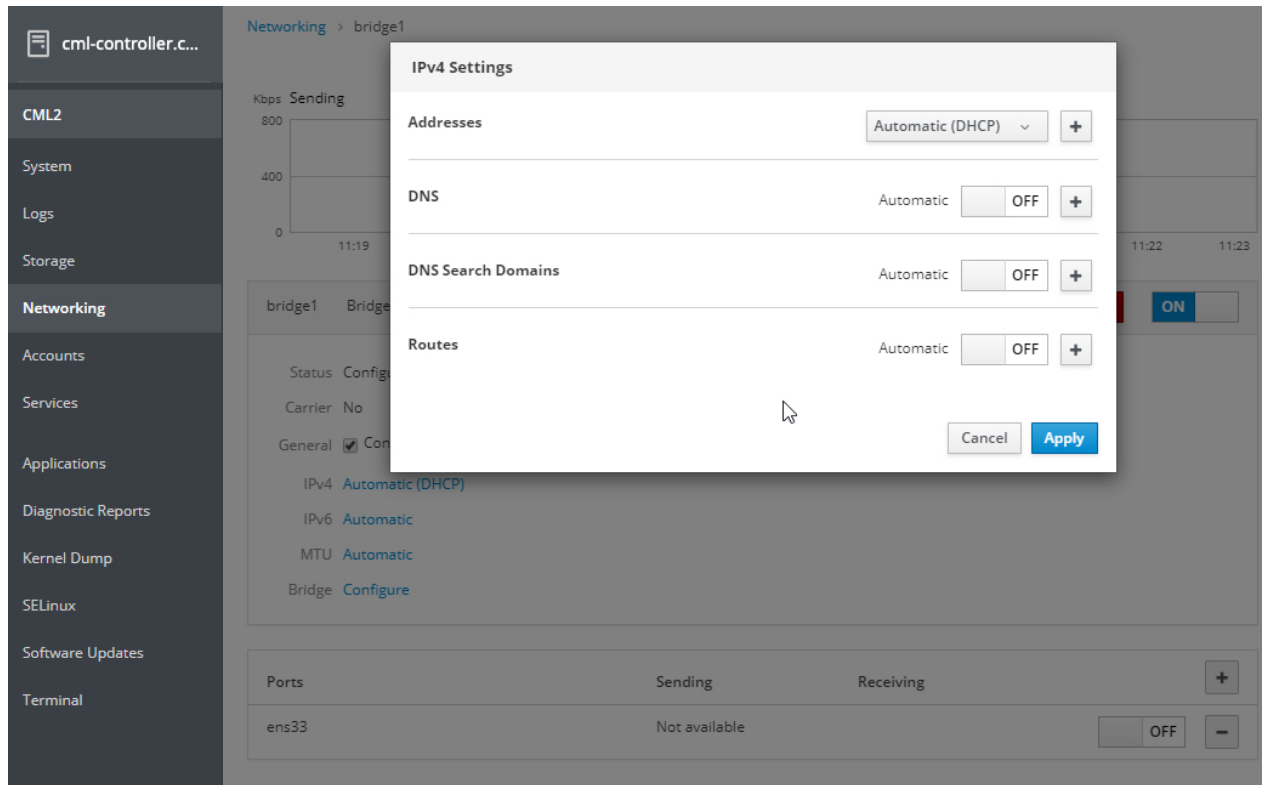 cml-controller.c...
CML2
System
Logs
Storage
Networking
Accounts
Services
Applications
Diagnostic Reports
Kernel Dump
SELinux
Software Updates
Terminal
Networking > bridge1
Kbps Sending
800
400
0
11:19
11:22 11:23
IPv4 Settings
Addresses Automatic (DHCP)
DNS Automatic OFF
DNS Search Domains Automatic OFF
Routes Automatic OFF
Cancel Apply
bridge1 Bridge ON
Status Configu
Carrier No
General Con
IPv4 Automatic (DHCP)
IPv6 Automatic
MTU Automatic
Bridge Configure
Ports Sending Receiving
ens33 Not available OFF